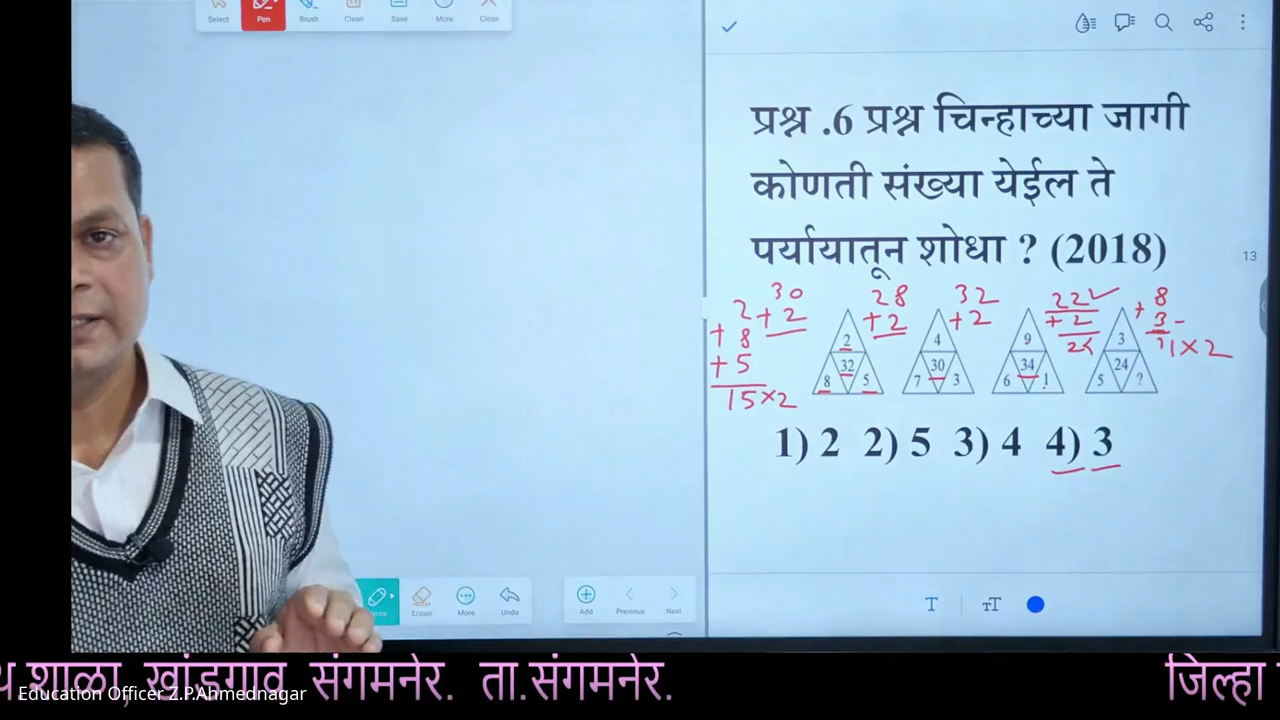 Select Pen Brush Clean Save More Close
प्रश्न .6 प्रश्न चिन्हाच्या जागी
कोणती संख्या येईल ते
पर्यायातून शोधा ? (2018)
13
30 28 32 22 ✓ 8
2 + 2 + 2 + 2 + 2 + 3
+ 8 24 11 × 2
+ 5
15 × 2
2 4 9 3
32 30 34 24
8 5 7 3 6 1 5 ?
1) 2 2) 5 3) 4 4) 3
Write Eraser More Undo Add Previous Next
T тT
शाळा, खांडगाव संगमनेर. ता.संगमनेर. जिल्हा
Education Officer Z.P.Ahmednagar